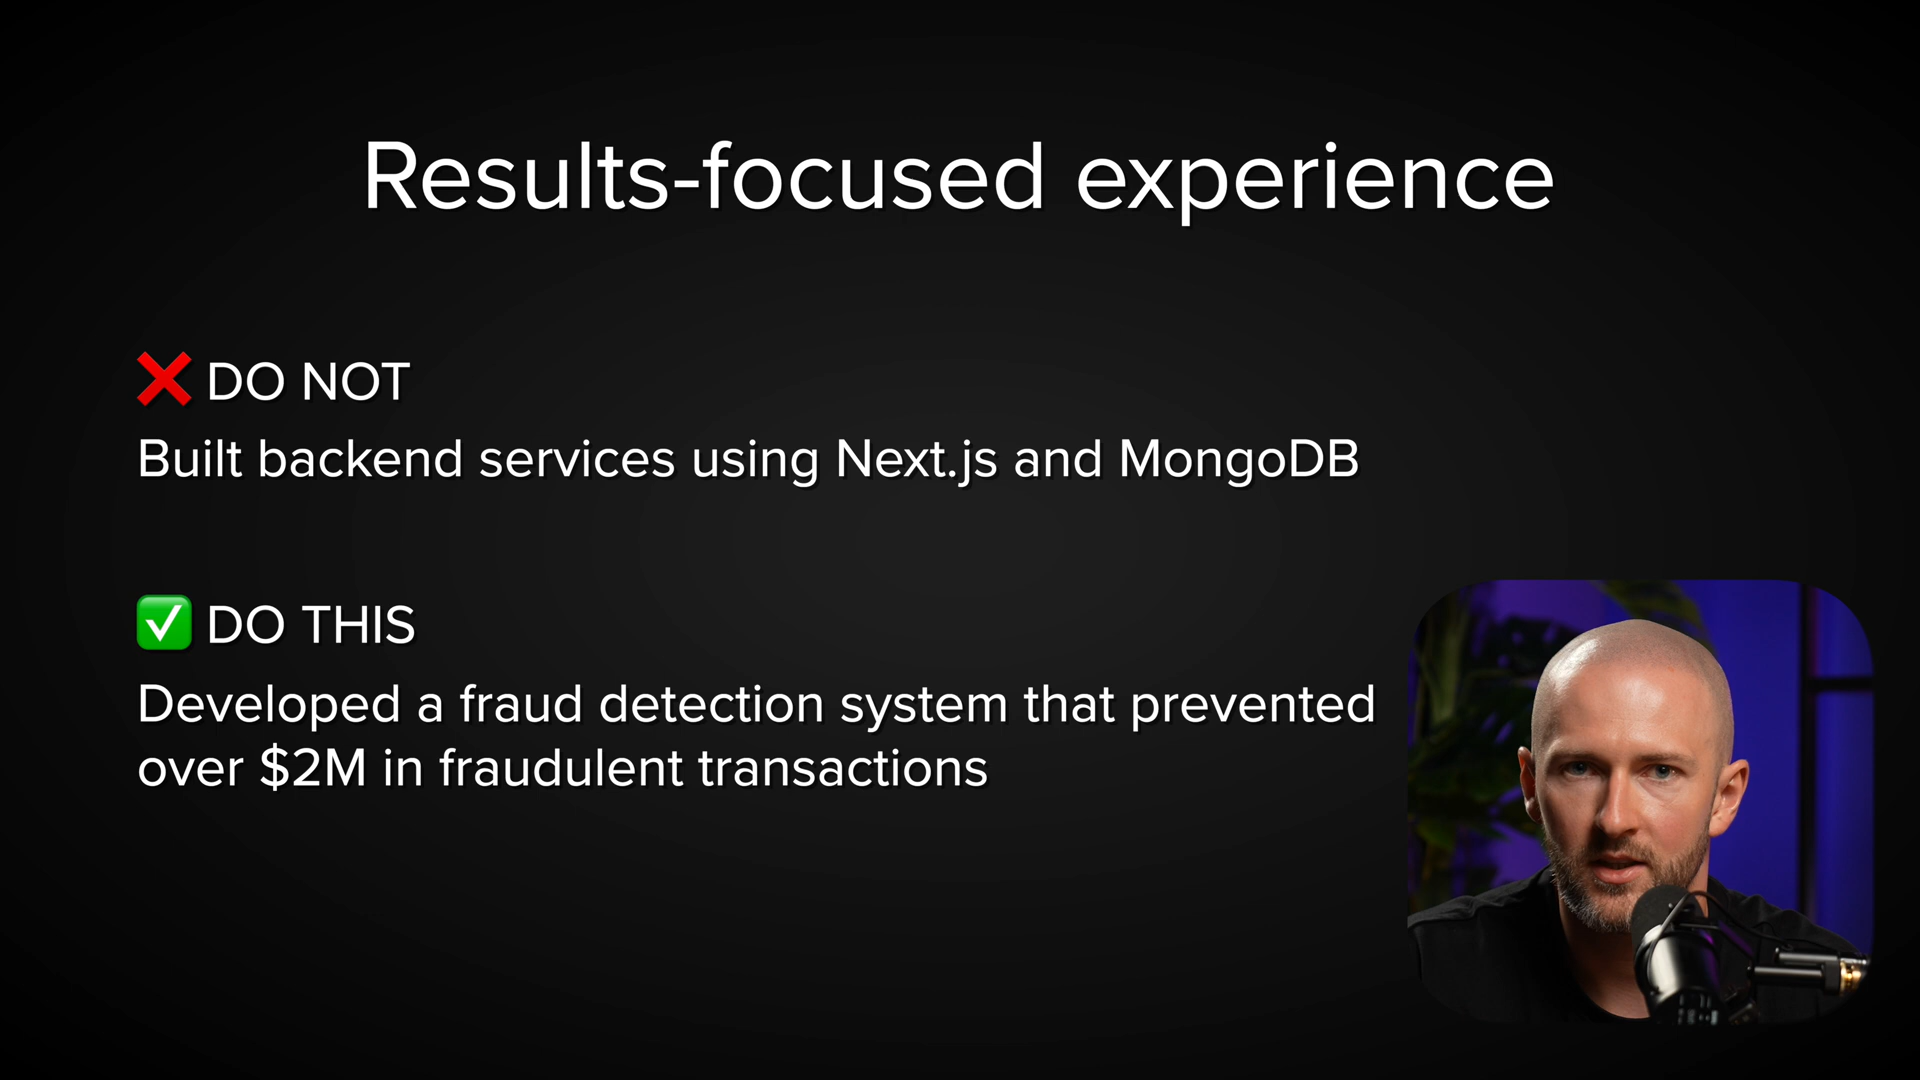 Results-focused experience
❌ DO NOT
Built backend services using Next.js and MongoDB
✅ DO THIS
Developed a fraud detection system that prevented
over $2M in fraudulent transactions